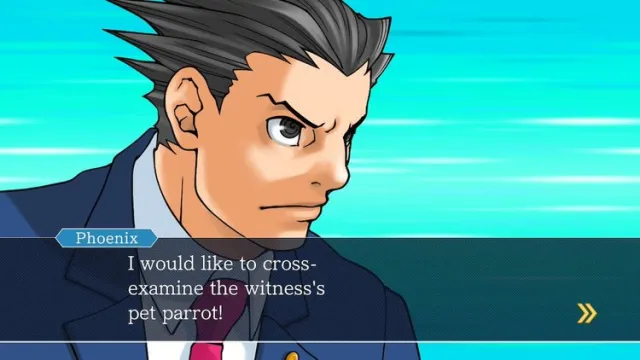 Phoenix
I would like to cross-
examine the witness's
pet parrot!